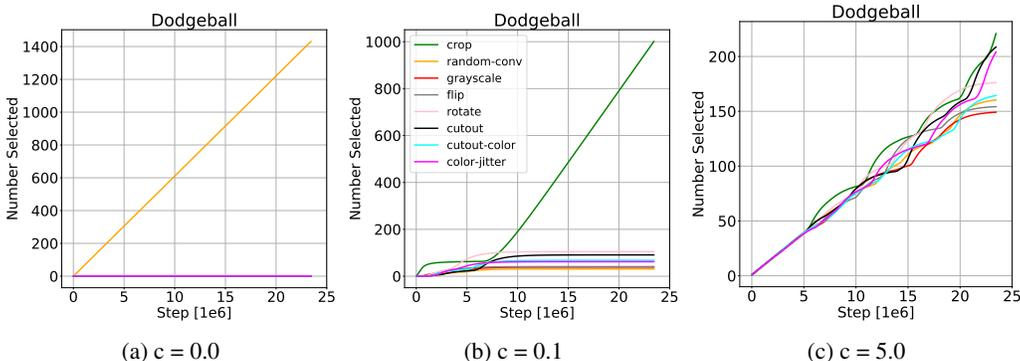 Dodgeball
1400
1200
1000
800
600
400
200
0
Number Selected
0 5 10 15 20 25
Step [1e6]
(a) c = 0.0
Dodgeball
1000
800
600
400
200
0
Number Selected
crop
random-conv
grayscale
flip
rotate
cutout
cutout-color
color-jitter
0 5 10 15 20 25
Step [1e6]
(b) c = 0.1
Dodgeball
200
150
100
50
0
Number Selected
0 5 10 15 20 25
Step [1e6]
(c) c = 5.0